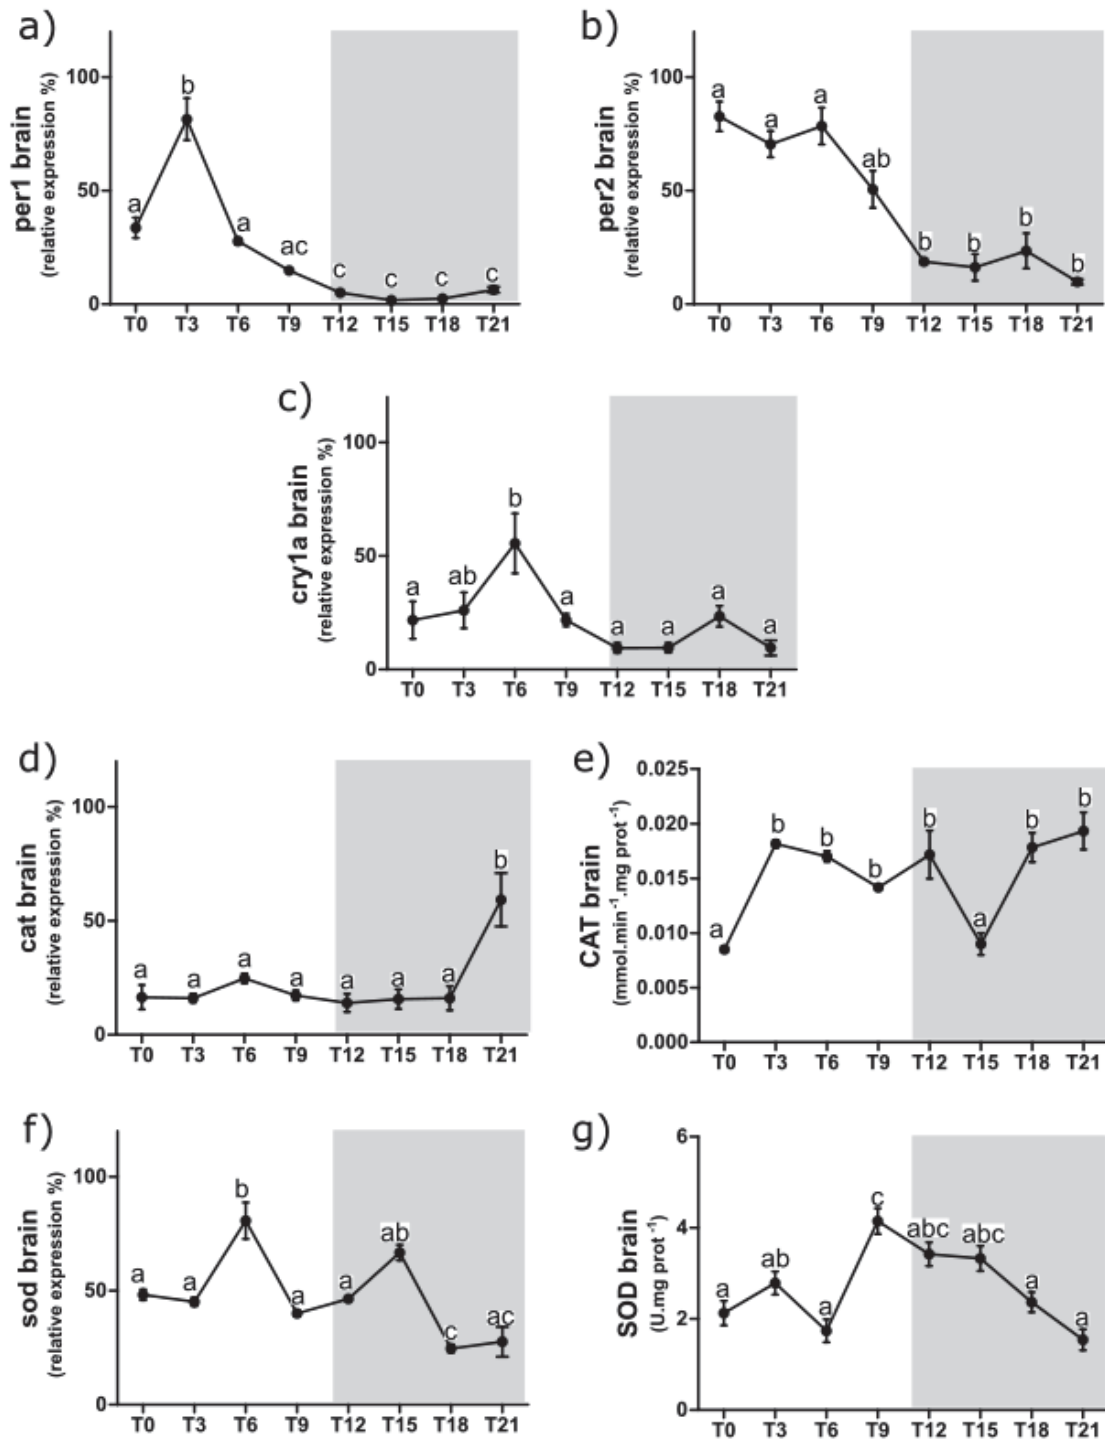 a)
per1 brain
(relative expression %)
100
50
0
a
b
a
ac
c
c
c
c
T0 T3 T6 T9 T12 T15 T18 T21
b)
per2 brain
(relative expression %)
100
50
0
a
a
a
ab
b
b
b
b
T0 T3 T6 T9 T12 T15 T18 T21
c)
cry1a brain
(relative expression %)
100
50
0
a
ab
b
a
a
a
a
a
T0 T3 T6 T9 T12 T15 T18 T21
d)
cat brain
(relative expression %)
100
50
0
a
a
a
a
a
a
a
b
T0 T3 T6 T9 T12 T15 T18 T21
e)
CAT brain
(mmol.min⁻¹.mg prot⁻¹)
0.025
0.020
0.015
0.010
0.005
0.000
a
b
b
b
b
a
b
b
T0 T3 T6 T9 T12 T15 T18 T21
f)
sod brain
(relative expression %)
100
50
0
a
a
b
a
a
ab
c
ac
T0 T3 T6 T9 T12 T15 T18 T21
g)
SOD brain
(U.mg prot⁻¹)
6
4
2
0
a
ab
a
c
abc
abc
a
a
T0 T3 T6 T9 T12 T15 T18 T21